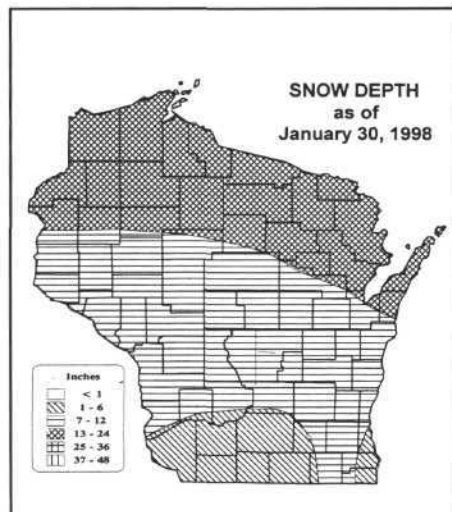 SNOW DEPTH
as of
January 30, 1998
Inches
< 1
1 - 6
7 - 12
13 - 24
25 - 36
37 - 48